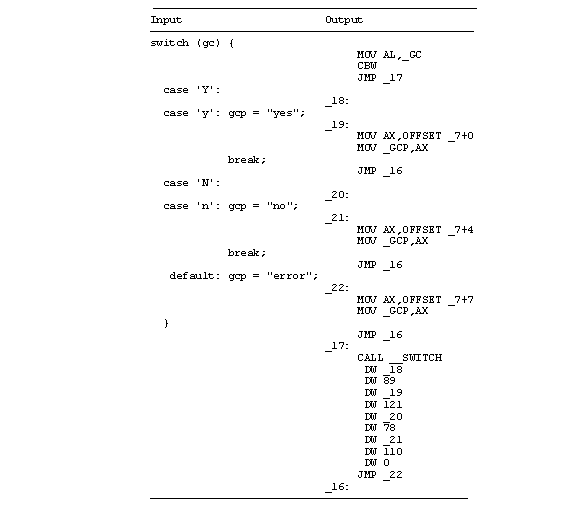 Input Output
switch (gc) {
MOV AL,_GC
CBW
JMP _17
case 'Y':
_18:
case 'y': gcp = "yes";
_19:
MOV AX,OFFSET _7+0
MOV _GCP,AX
break;
JMP _16
case 'N':
_20:
case 'n': gcp = "no";
_21:
MOV AX,OFFSET _7+4
MOV _GCP,AX
break;
JMP _16
default: gcp = "error";
_22:
MOV AX,OFFSET _7+7
MOV _GCP,AX
}
JMP _16
_17:
CALL __SWITCH
DW _18
DW 89
DW _19
DW 121
DW _20
DW 78
DW _21
DW 110
DW 0
JMP _22
_16: